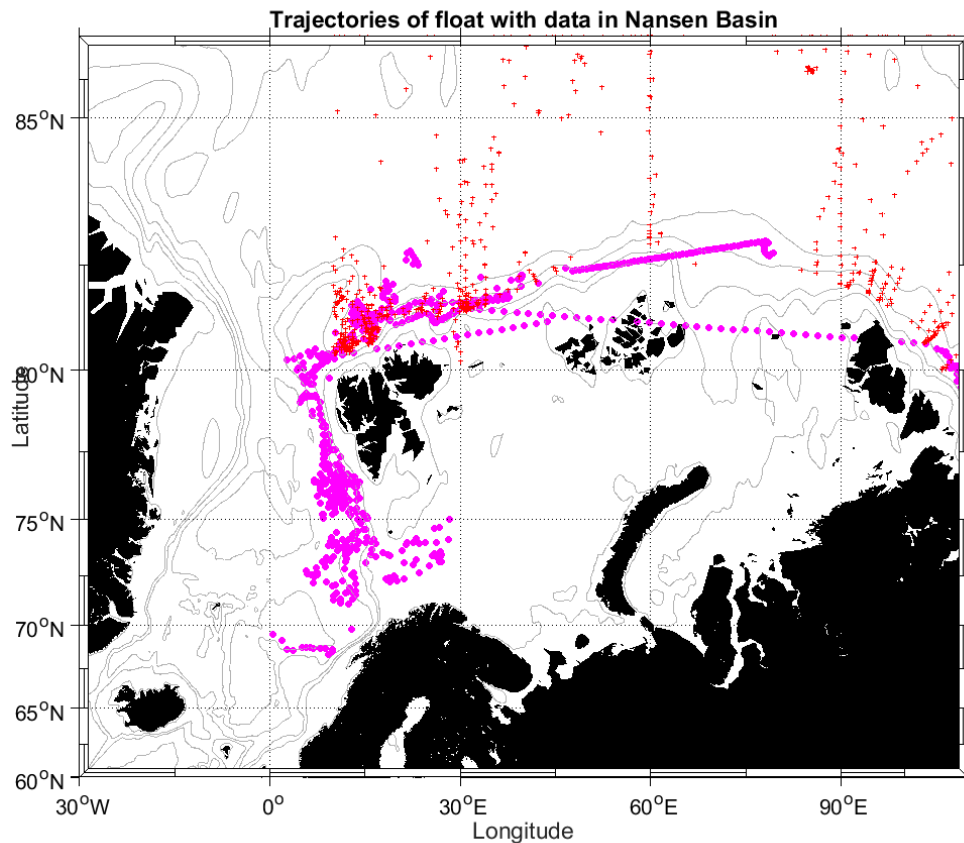 Trajectories of float with data in Nansen Basin
85°N
80°N
75°N
70°N
65°N
60°N
Latitude
30°W
0°
30°E
60°E
90°E
Longitude